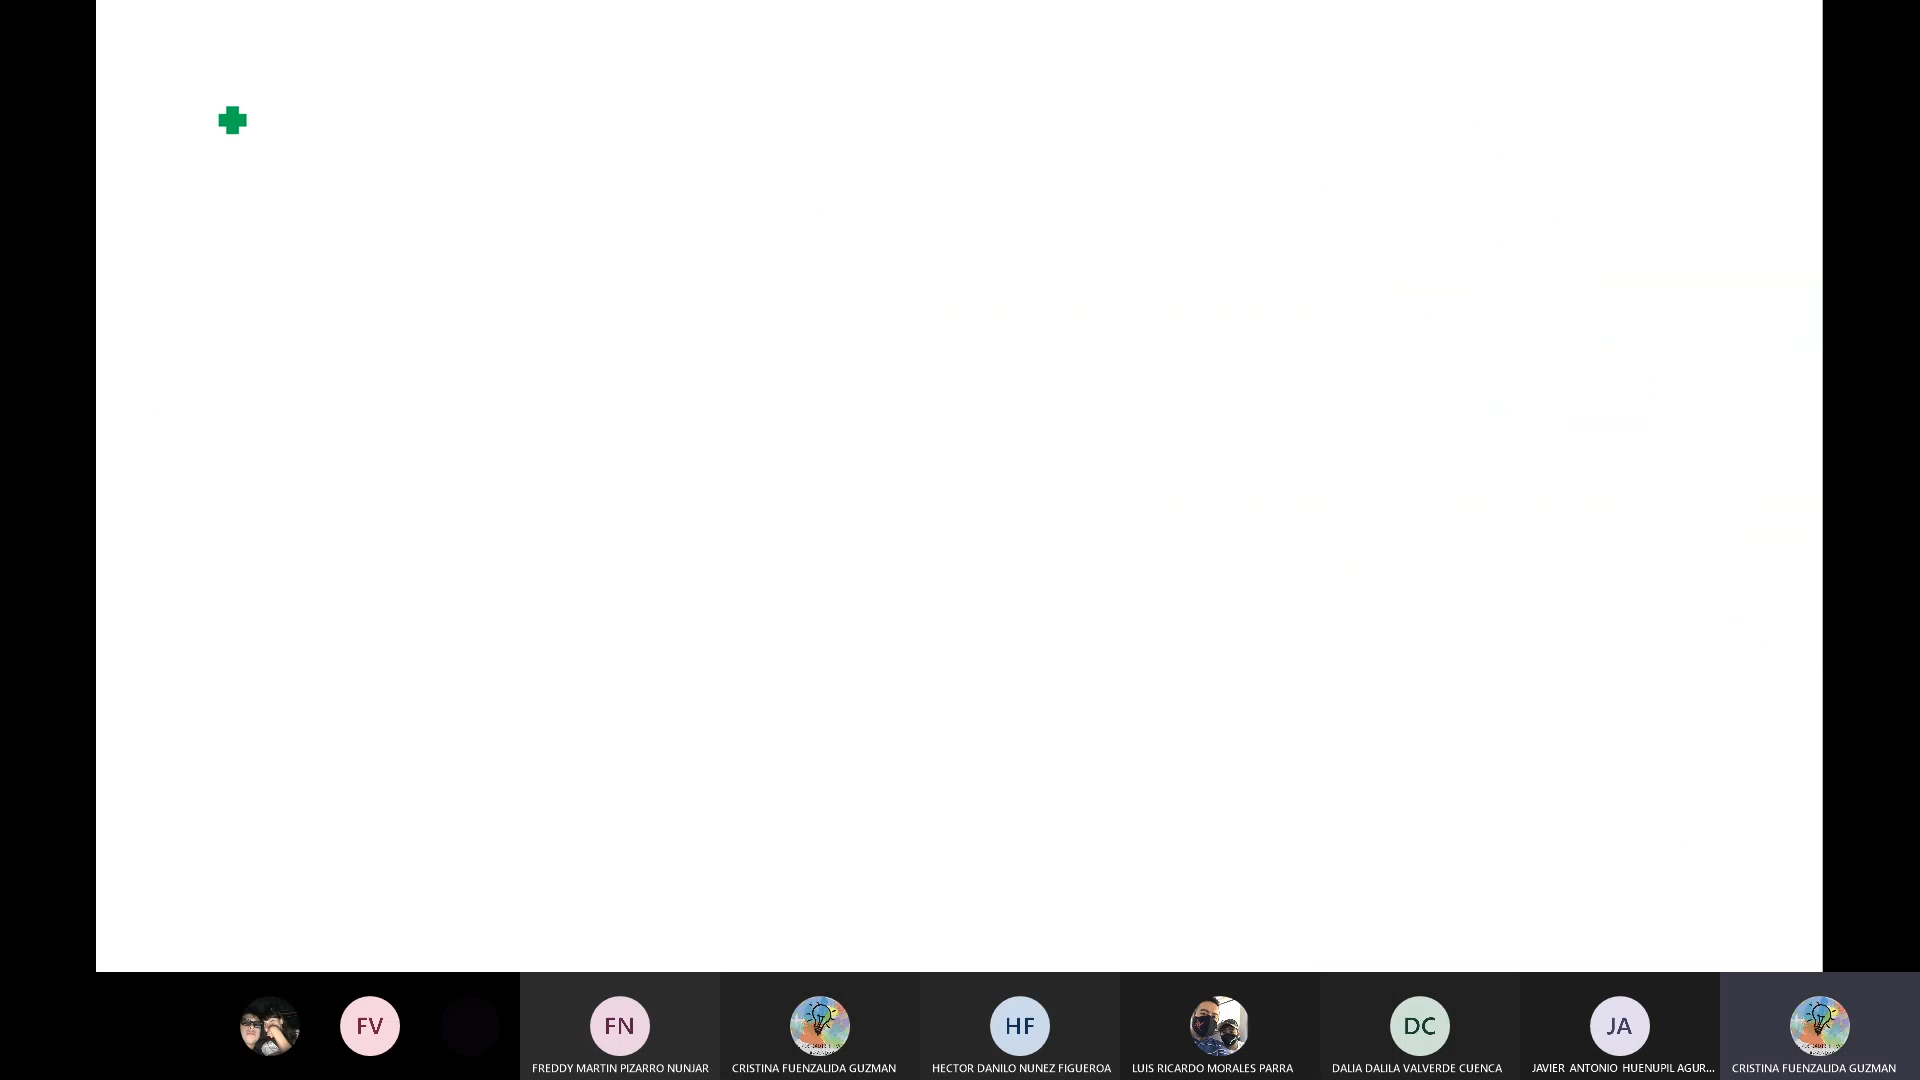 FV
FN
HF
DC
JA
FREDDY MARTIN PIZARRO NUNJAR
CRISTINA FUENZALIDA GUZMAN
HECTOR DANILO NUNEZ FIGUEROA
LUIS RICARDO MORALES PARRA
DALIA DALILA VALVERDE CUENCA
JAVIER ANTONIO HUENUPIL AGUR...
CRISTINA FUENZALIDA GUZMAN